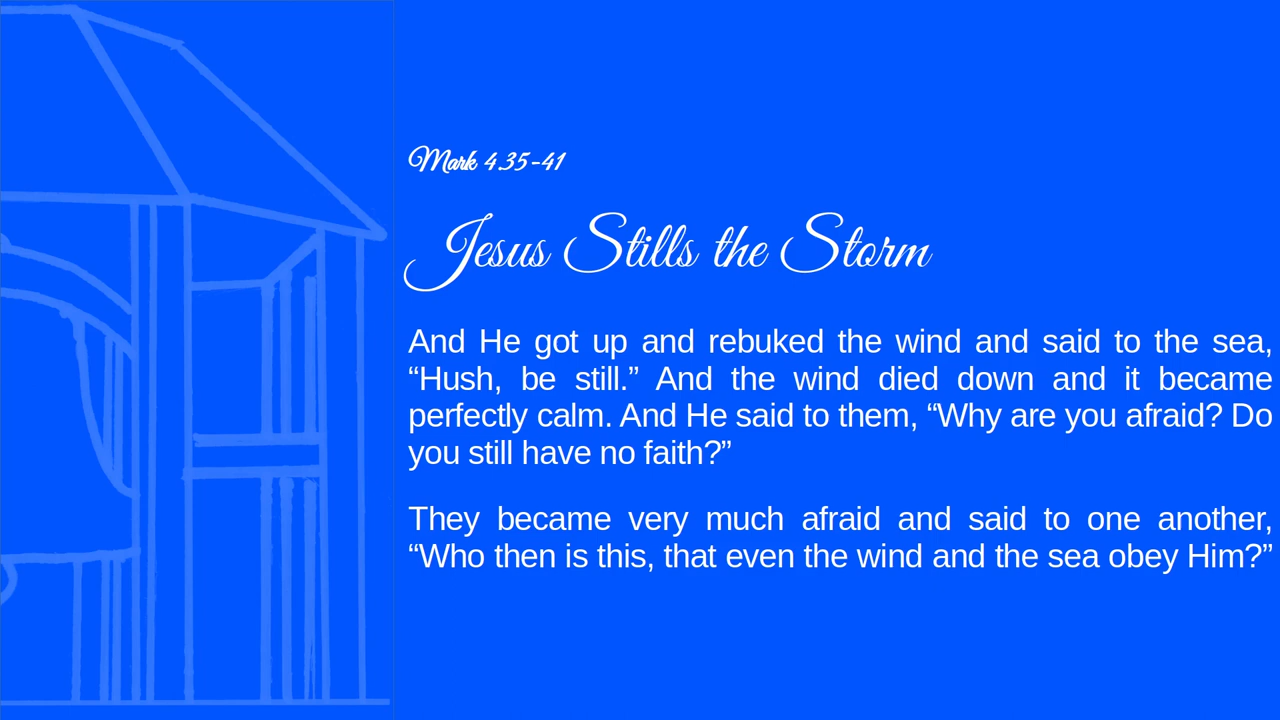 Mark 4.35-41
Jesus Stills the Storm
And He got up and rebuked the wind and said to the sea,
“Hush, be still.” And the wind died down and it became
perfectly calm. And He said to them, “Why are you afraid? Do
you still have no faith?”
They became very much afraid and said to one another,
“Who then is this, that even the wind and the sea obey Him?”